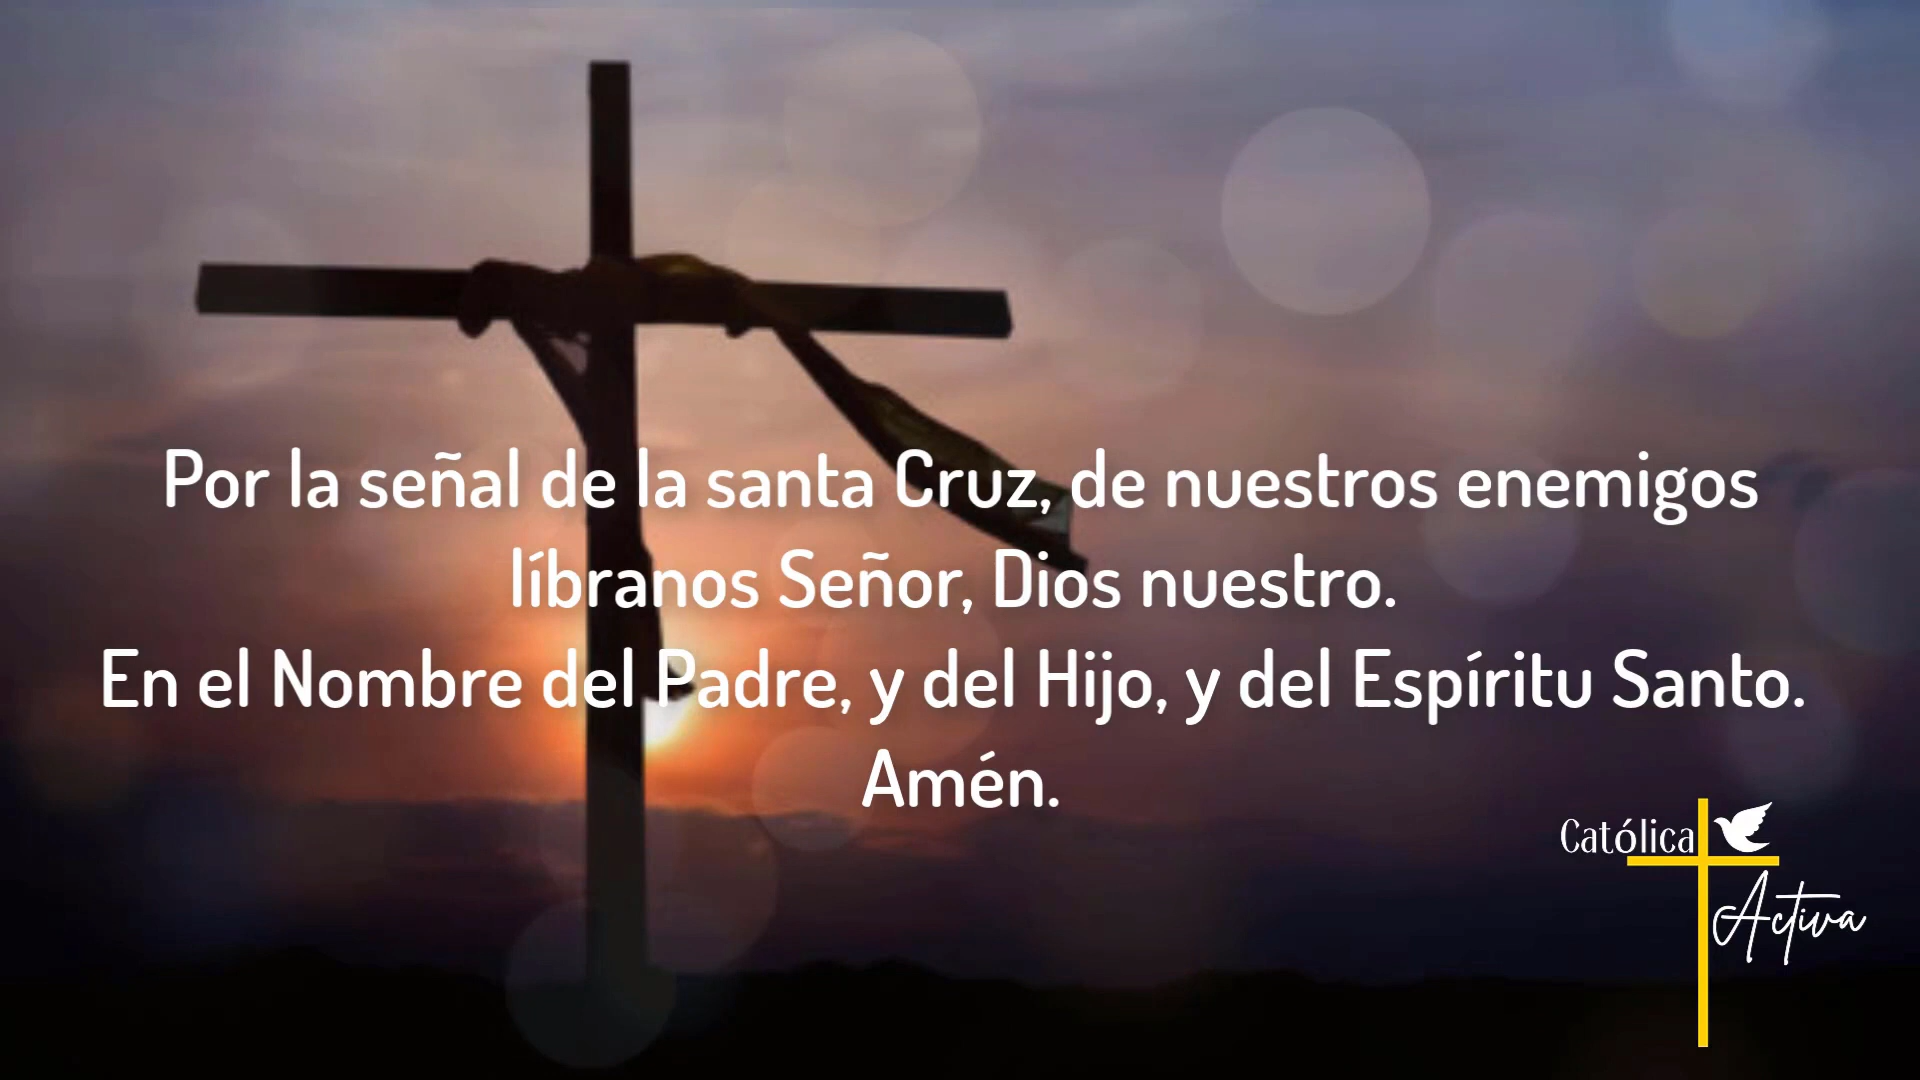 Por la señal de la santa Cruz, de nuestros enemigos
líbranos Señor, Dios nuestro.
En el Nombre del Padre, y del Hijo, y del Espíritu Santo.
Amén.
Católica
Activa